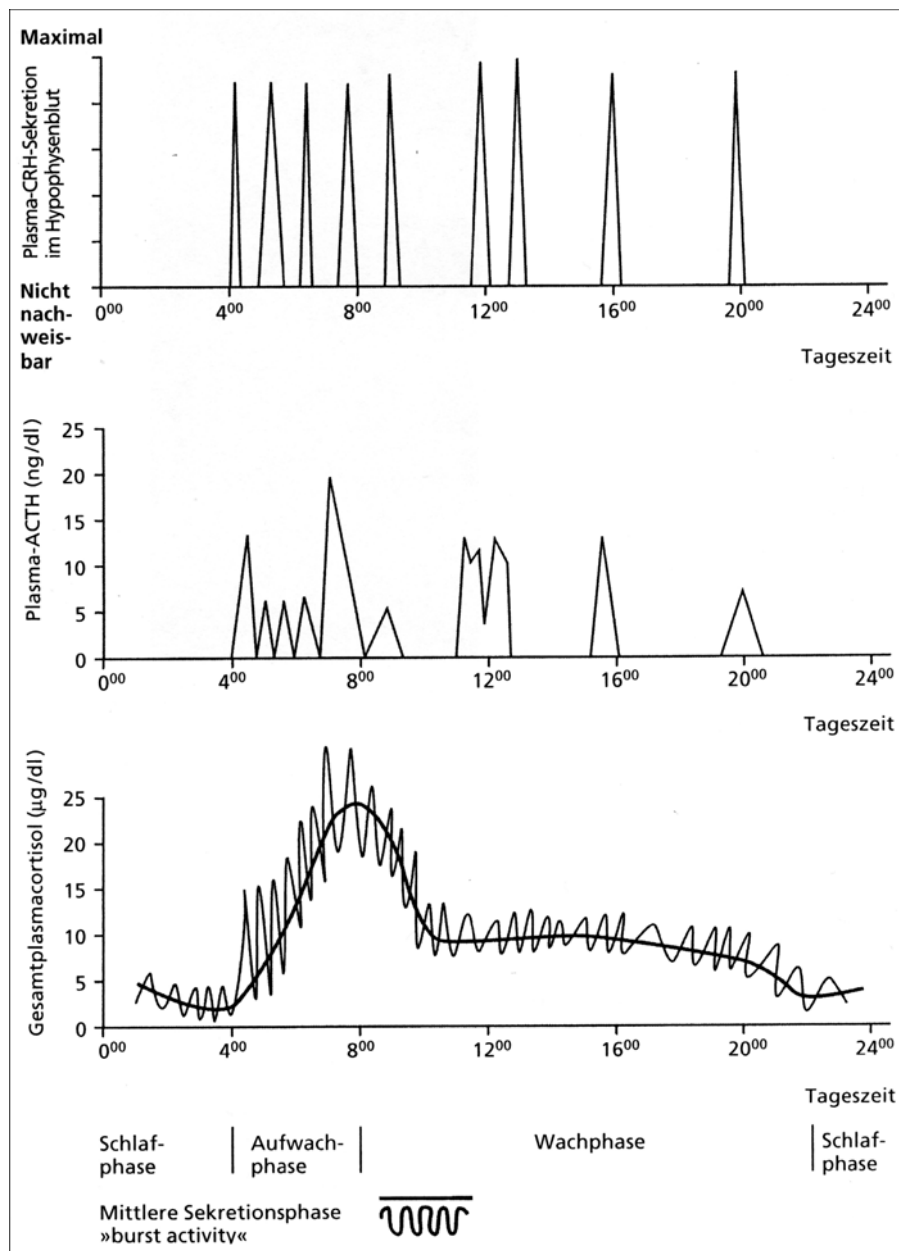 Maximal
Plasma-CRH-Sekretion
im Hypophysenblut
Nicht
nach-
weis-
bar
0⁰⁰ 4⁰⁰ 8⁰⁰ 12⁰⁰ 16⁰⁰ 20⁰⁰ 24⁰⁰
Tageszeit
Plasma-ACTH (ng/dl)
25
20
15
10
5
0
0⁰⁰ 4⁰⁰ 8⁰⁰ 12⁰⁰ 16⁰⁰ 20⁰⁰ 24⁰⁰
Tageszeit
Gesamtplasmacortisol (µg/dl)
25
20
15
10
5
0
0⁰⁰ 4⁰⁰ 8⁰⁰ 12⁰⁰ 16⁰⁰ 20⁰⁰ 24⁰⁰
Tageszeit
Schlaf-
phase
Aufwach-
phase
Wachphase
Schlaf-
phase
Mittlere Sekretionsphase
»burst activity«